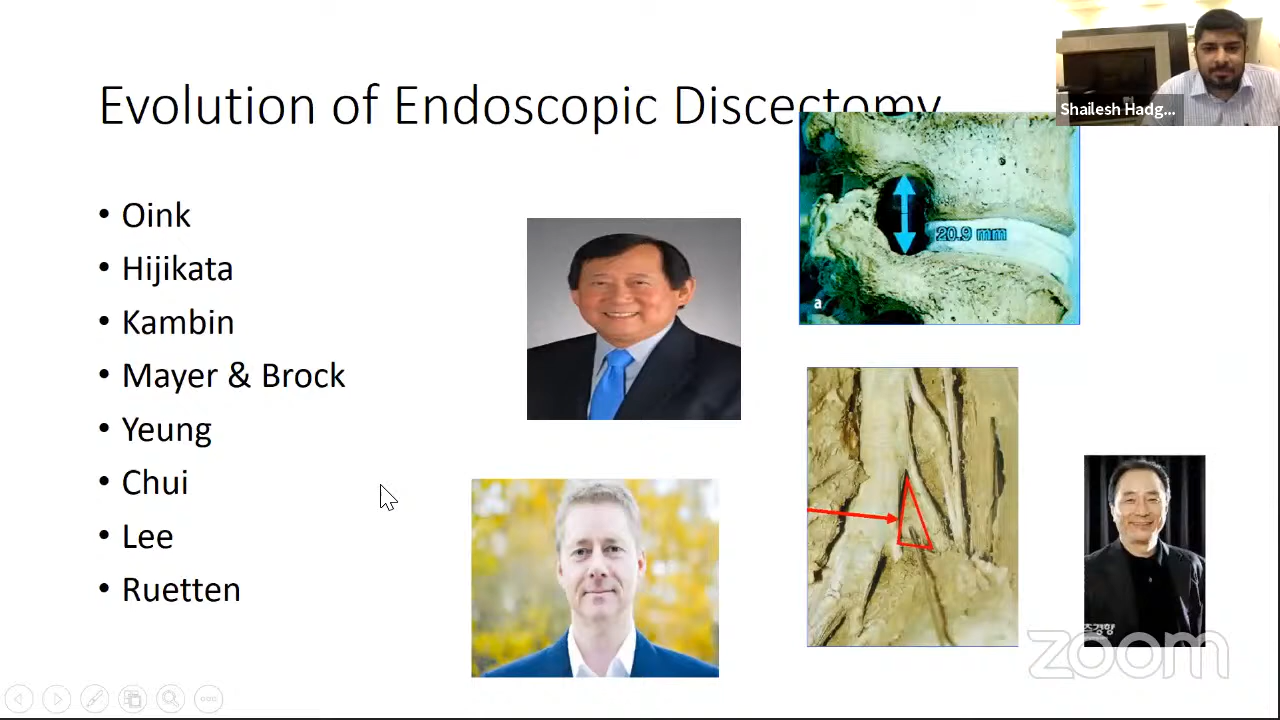 Evolution of Endoscopic Discectomy
Shailesh Hadg...
• Oink
• Hijikata
• Kambin
• Mayer & Brock
• Yeung
• Chui
• Lee
• Ruetten
20.9 mm
a
zoom